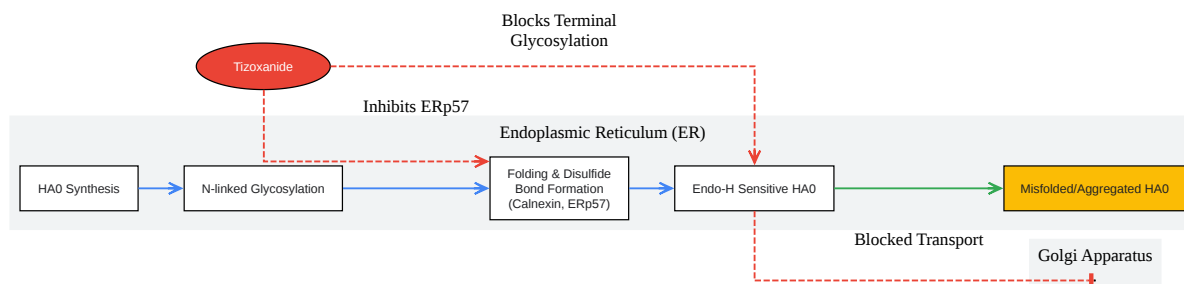 Blocks Terminal
Glycosylation
Tizoxanide
Inhibits ERp57
Endoplasmic Reticulum (ER)
HA0 Synthesis
N-linked Glycosylation
Folding & Disulfide
Bond Formation
(Calnexin, ERp57)
Endo-H Sensitive HA0
Misfolded/Aggregated HA0
Blocked Transport
Golgi Apparatus